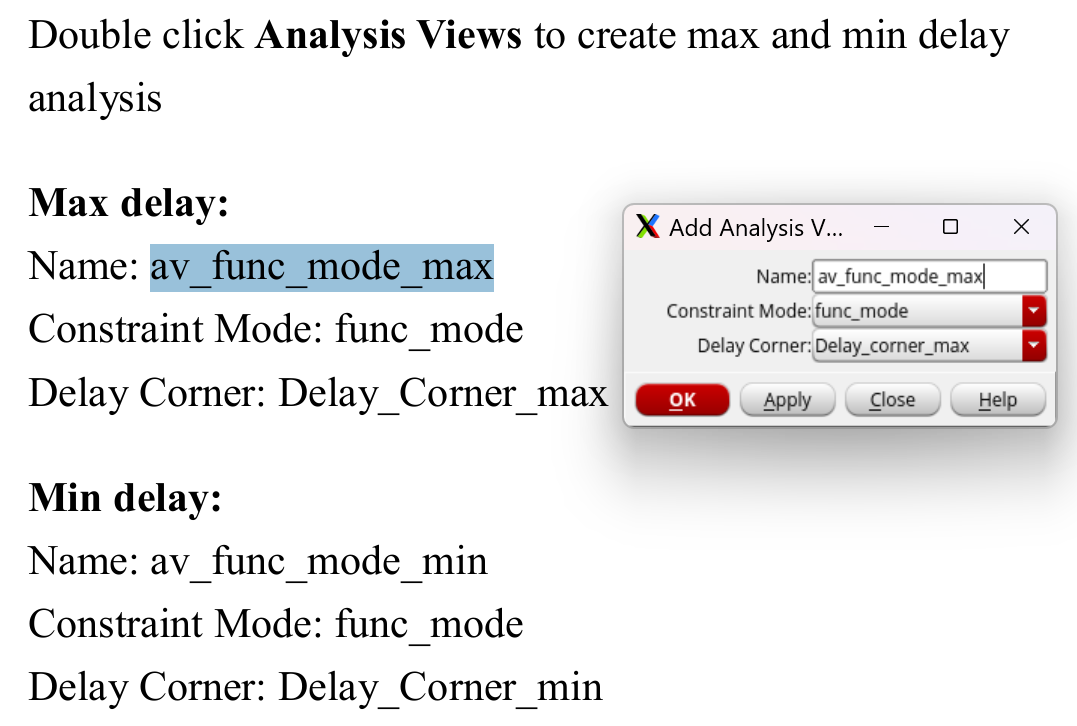 Double click Analysis Views to create max and min delay
analysis
Max delay:
Name: av_func_mode_max
Constraint Mode: func_mode
Delay Corner: Delay_Corner_max
Add Analysis V...
Name: av_func_mode_max
Constraint Mode: func_mode
Delay Corner: Delay_corner_max
OK Apply Close Help
Min delay:
Name: av_func_mode_min
Constraint Mode: func_mode
Delay Corner: Delay_Corner_min